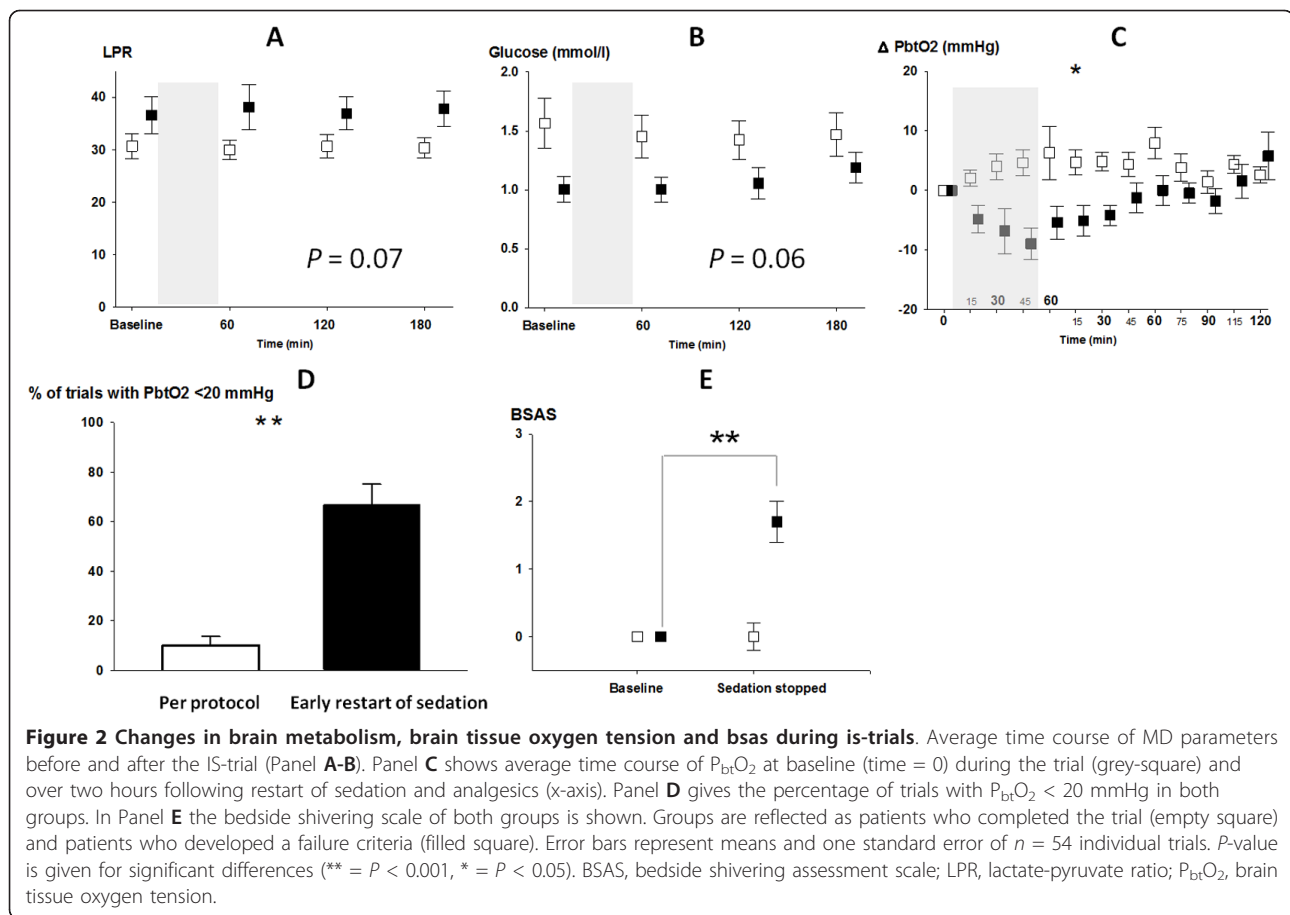 A
LPR
40
30
20
10
0
P = 0.07
Baseline 60 120 180
Time (min)
B
Glucose (mmol/l)
2.0
1.5
1.0
0.5
0.0
P = 0.06
Baseline 60 120 180
Time (min)
C
Δ PbtO2 (mmHg)
*
20
10
0
-10
-20
15 30 45 60
0 15 30 45 60 75 90 115 120
Time (min)
D
% of trials with PbtO2 <20 mmHg
**
100
80
60
40
20
0
Per protocol Early restart of sedation
E
BSAS
**
3
2
1
0
Baseline Sedation stopped
Figure 2 Changes in brain metabolism, brain tissue oxygen tension and bsas during is-trials. Average time course of MD parameters
before and after the IS-trial (Panel A-B). Panel C shows average time course of PbtO2 at baseline (time = 0) during the trial (grey-square) and
over two hours following restart of sedation and analgesics (x-axis). Panel D gives the percentage of trials with PbtO2 < 20 mmHg in both
groups. In Panel E the bedside shivering scale of both groups is shown. Groups are reflected as patients who completed the trial (empty square)
and patients who developed a failure criteria (filled square). Error bars represent means and one standard error of n = 54 individual trials. P-value
is given for significant differences (** = P < 0.001, * = P < 0.05). BSAS, bedside shivering assessment scale; LPR, lactate-pyruvate ratio; PbtO2, brain
tissue oxygen tension.